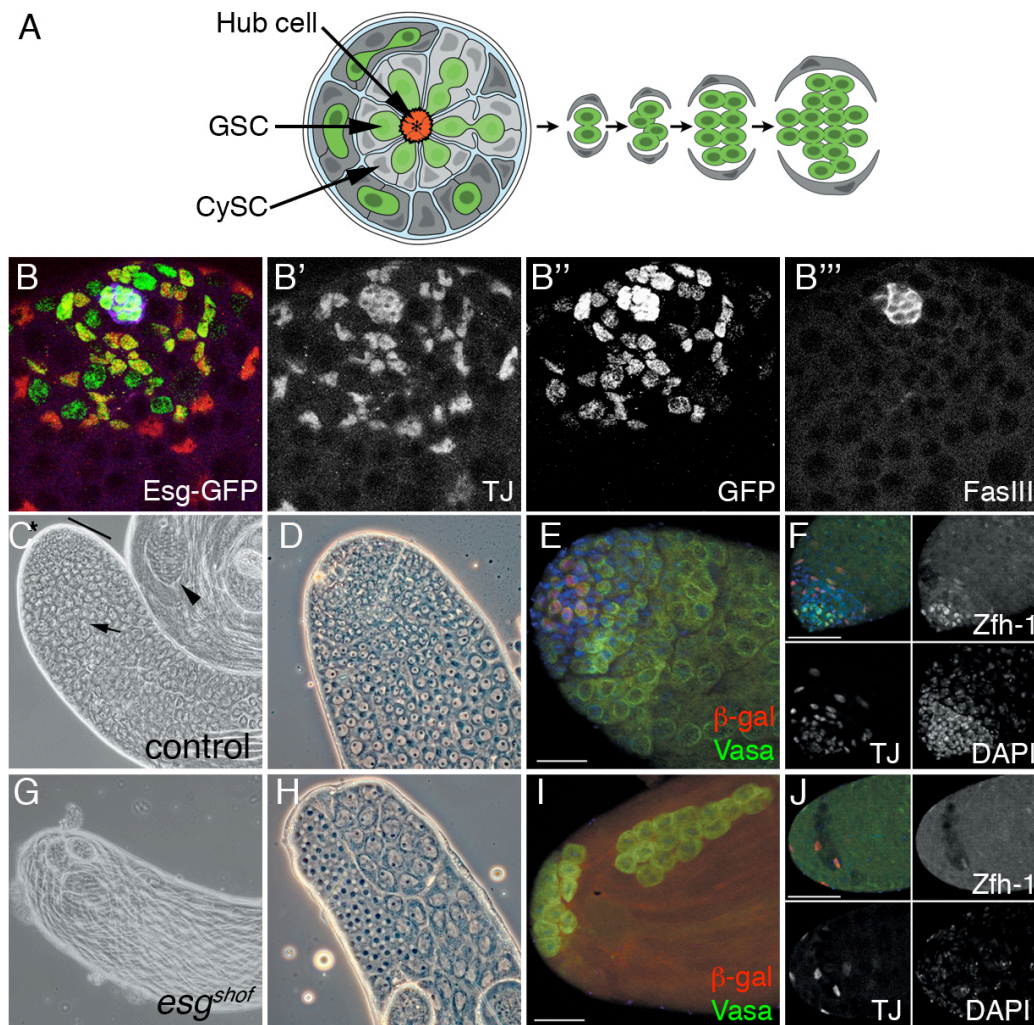 A
Hub cell
GSC
CySC
B
Esg-GFP
B'
TJ
B''
GFP
B'''
FasIII
C
*
control
D
E
β-gal
Vasa
F
Zfh-1
TJ
DAPI
G
esgshof
H
I
β-gal
Vasa
J
Zfh-1
TJ
DAPI